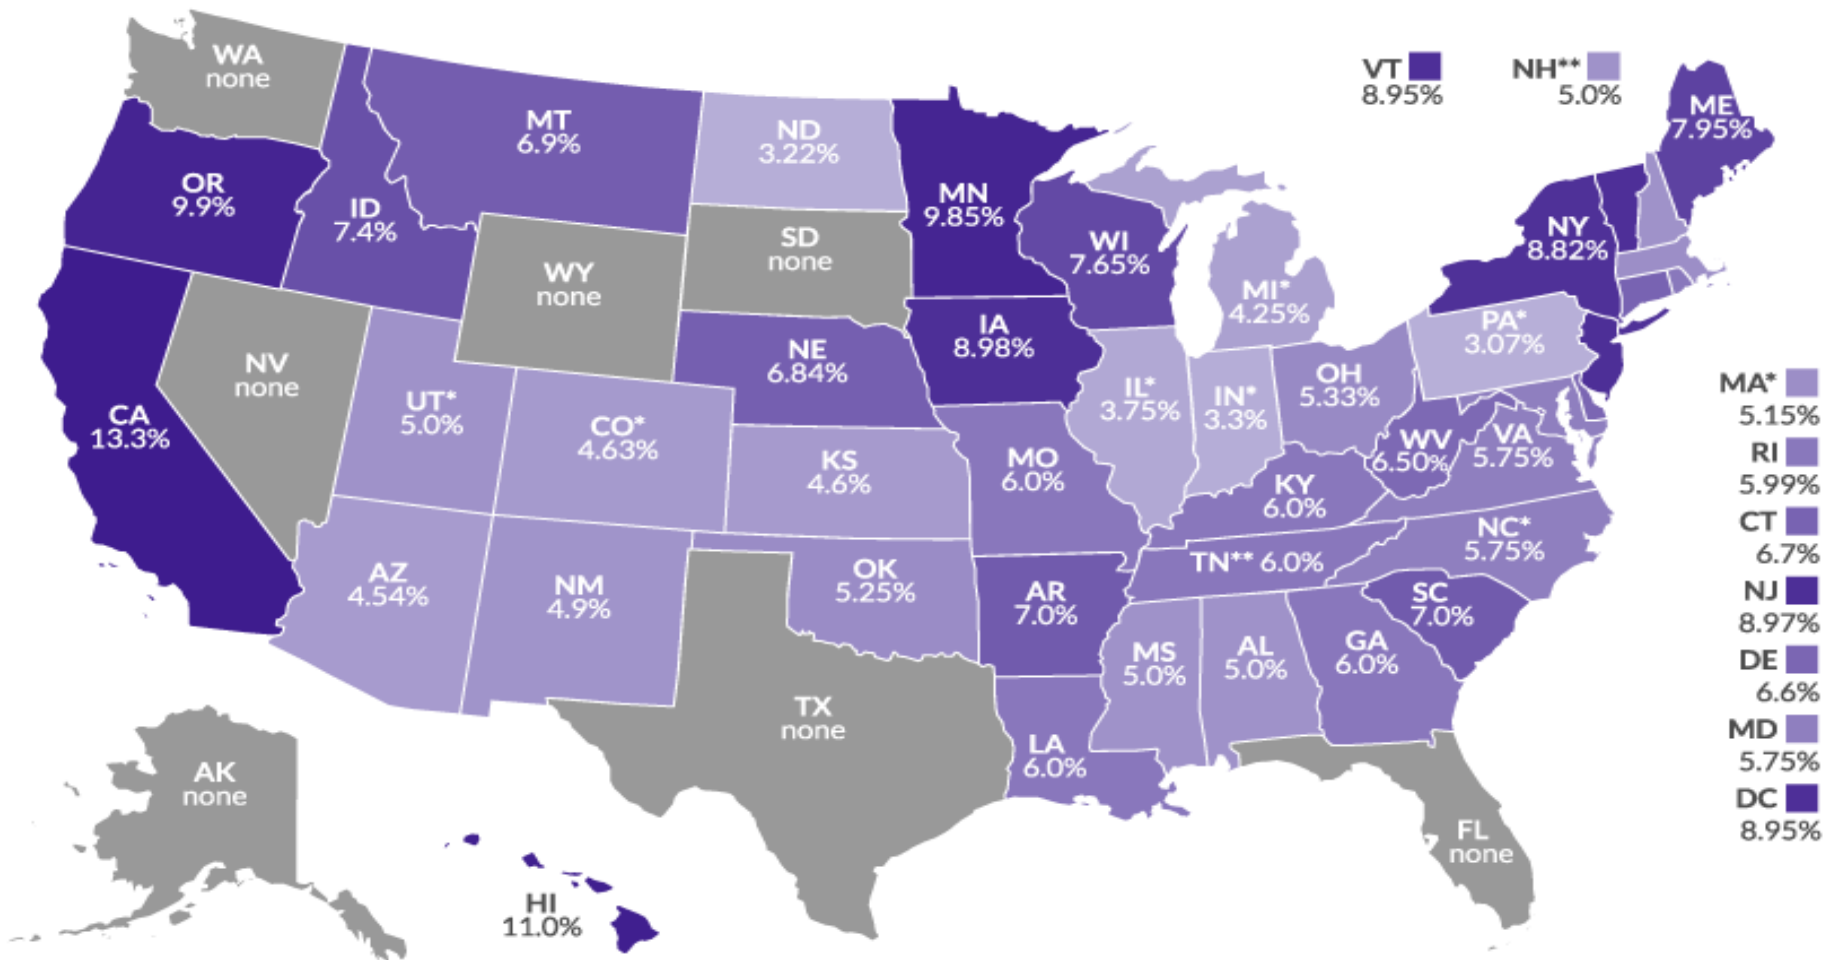 WA
none
VT
8.95%
NH**
5.0%
ME
7.95%
MT
6.9%
ND
3.22%
OR
9.9%
ID
7.4%
MN
9.85%
SD
none
WI
7.65%
NY
8.82%
WY
none
MI*
4.25%
NE
6.84%
IA
8.98%
PA*
3.07%
NV
none
UT*
5.0%
CO*
4.63%
IL*
3.75%
IN*
3.3%
OH
5.33%
MA*
5.15%
CA
13.3%
KS
4.6%
MO
6.0%
WV
6.50%
VA
5.75%
RI
5.99%
KY
6.0%
CT
6.7%
NC*
5.75%
AZ
4.54%
NM
4.9%
OK
5.25%
TN** 6.0%
AR
7.0%
SC
7.0%
NJ
8.97%
MS
5.0%
AL
5.0%
GA
6.0%
DE
6.6%
TX
none
LA
6.0%
MD
5.75%
AK
none
DC
8.95%
FL
none
HI
11.0%